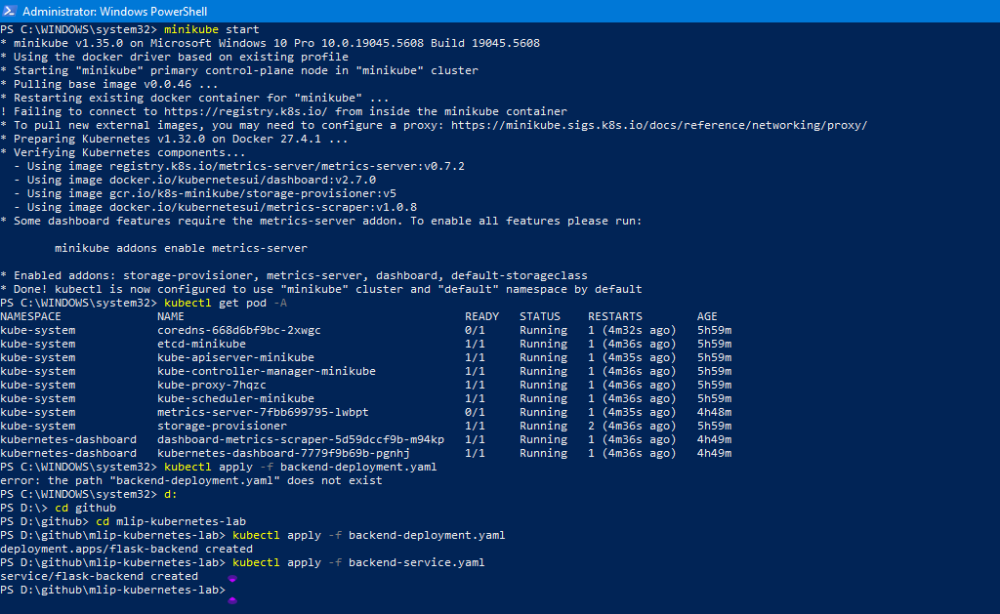 Administrator: Windows PowerShell
PS C:\WINDOWS\system32> minikube start
* minikube v1.35.0 on Microsoft Windows 10 Pro 10.0.19045.5608 Build 19045.5608
* Using the docker driver based on existing profile
* Starting "minikube" primary control-plane node in "minikube" cluster
* Pulling base image v0.0.46 ...
* Restarting existing docker container for "minikube" ...
! Failing to connect to https://registry.k8s.io/ from inside the minikube container
* To pull new external images, you may need to configure a proxy: https://minikube.sigs.k8s.io/docs/reference/networking/proxy/
* Preparing Kubernetes v1.32.0 on Docker 27.4.1 ...
* Verifying Kubernetes components...
  - Using image registry.k8s.io/metrics-server/metrics-server:v0.7.2
  - Using image docker.io/kubernetesui/dashboard:v2.7.0
  - Using image gcr.io/k8s-minikube/storage-provisioner:v5
  - Using image docker.io/kubernetesui/metrics-scraper:v1.0.8
* Some dashboard features require the metrics-server addon. To enable all features please run:
        minikube addons enable metrics-server
* Enabled addons: storage-provisioner, metrics-server, dashboard, default-storageclass
* Done! kubectl is now configured to use "minikube" cluster and "default" namespace by default
PS C:\WINDOWS\system32> kubectl get pod -A
NAMESPACE              NAME                                         READY   STATUS    RESTARTS        AGE
kube-system            coredns-668d6bf9bc-2xwgc                     0/1     Running   1 (4m32s ago)   5h59m
kube-system            etcd-minikube                                1/1     Running   1 (4m36s ago)   5h59m
kube-system            kube-apiserver-minikube                      1/1     Running   1 (4m35s ago)   5h59m
kube-system            kube-controller-manager-minikube             1/1     Running   1 (4m36s ago)   5h59m
kube-system            kube-proxy-7hqzc                             1/1     Running   1 (4m36s ago)   5h59m
kube-system            kube-scheduler-minikube                      1/1     Running   1 (4m36s ago)   5h59m
kube-system            metrics-server-7fbb699795-lwbpt              0/1     Running   1 (4m36s ago)   4h48m
kube-system            storage-provisioner                          1/1     Running   2 (4m36s ago)   5h59m
kubernetes-dashboard   dashboard-metrics-scraper-5d59dccf9b-m94kp   1/1     Running   1 (4m36s ago)   4h49m
kubernetes-dashboard   kubernetes-dashboard-7779f9b69b-pgnhj        1/1     Running   1 (4m36s ago)   4h49m
PS C:\WINDOWS\system32> kubectl apply -f backend-deployment.yaml
error: the path "backend-deployment.yaml" does not exist
PS C:\WINDOWS\system32> d:
PS D:\> cd github
PS D:\github> cd mlip-kubernetes-lab
PS D:\github\mlip-kubernetes-lab> kubectl apply -f backend-deployment.yaml
deployment.apps/flask-backend created
PS D:\github\mlip-kubernetes-lab> kubectl apply -f backend-service.yaml
service/flask-backend created
PS D:\github\mlip-kubernetes-lab>